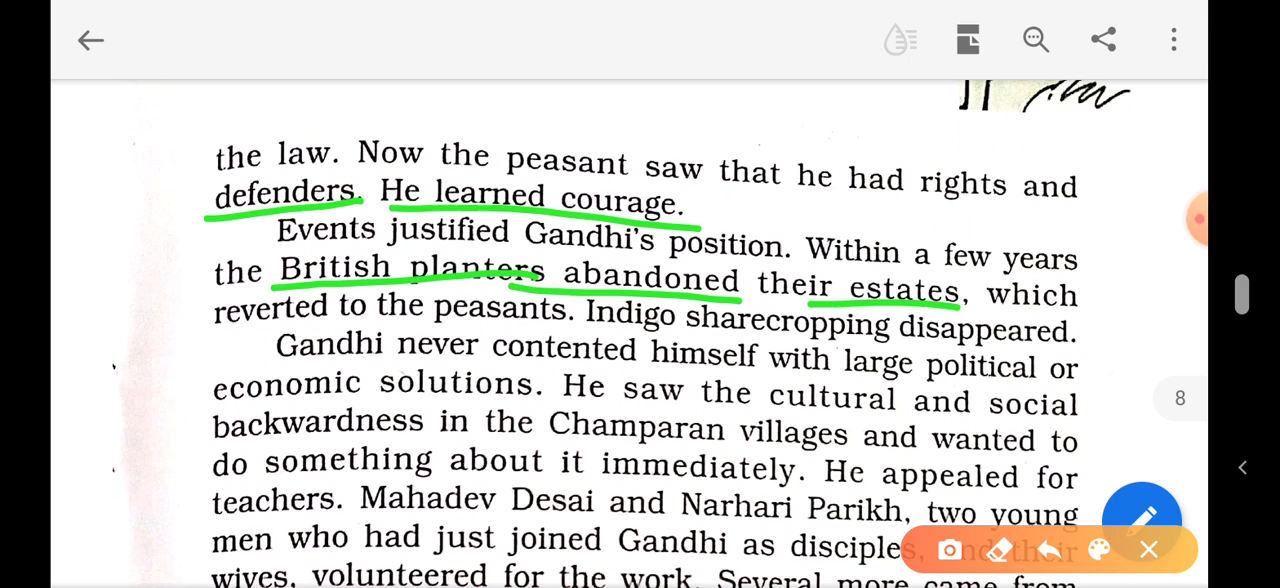 the law. Now the peasant saw that he had rights and
defenders. He learned courage.
Events justified Gandhi's position. Within a few years
the British planters abandoned their estates, which
reverted to the peasants. Indigo sharecropping disappeared.
Gandhi never contented himself with large political or
economic solutions. He saw the cultural and social
backwardness in the Champaran villages and wanted to
do something about it immediately. He appealed for
teachers. Mahadev Desai and Narhari Parikh, two young
men who had just joined Gandhi as disciples, and their
wives, volunteered for the work. Several more came from
8